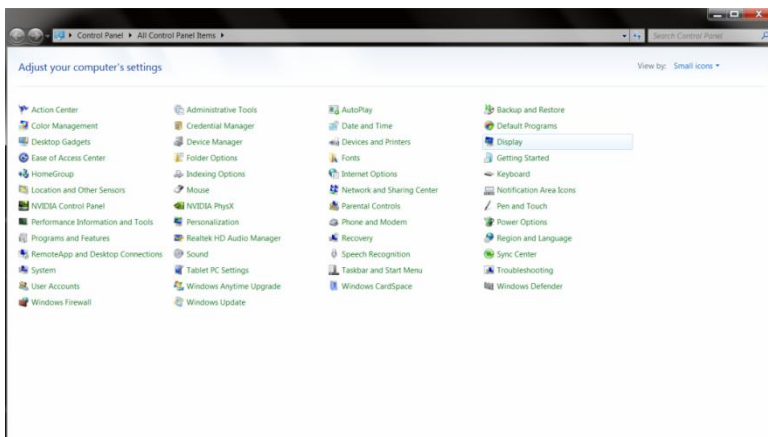 Control Panel ▸ All Control Panel Items ▸ Search Control Panel
Adjust your computer's settings View by: Small icons
Action Center Administrative Tools AutoPlay Backup and Restore
Color Management Credential Manager Date and Time Default Programs
Desktop Gadgets Device Manager Devices and Printers Display
Ease of Access Center Folder Options Fonts Getting Started
HomeGroup Indexing Options Internet Options Keyboard
Location and Other Sensors Mouse Network and Sharing Center Notification Area Icons
NVIDIA Control Panel NVIDIA PhysX Parental Controls Pen and Touch
Performance Information and Tools Personalization Phone and Modem Power Options
Programs and Features Realtek HD Audio Manager Recovery Region and Language
RemoteApp and Desktop Connections Sound Speech Recognition Sync Center
System Tablet PC Settings Taskbar and Start Menu Troubleshooting
User Accounts Windows Anytime Upgrade Windows CardSpace Windows Defender
Windows Firewall Windows Update